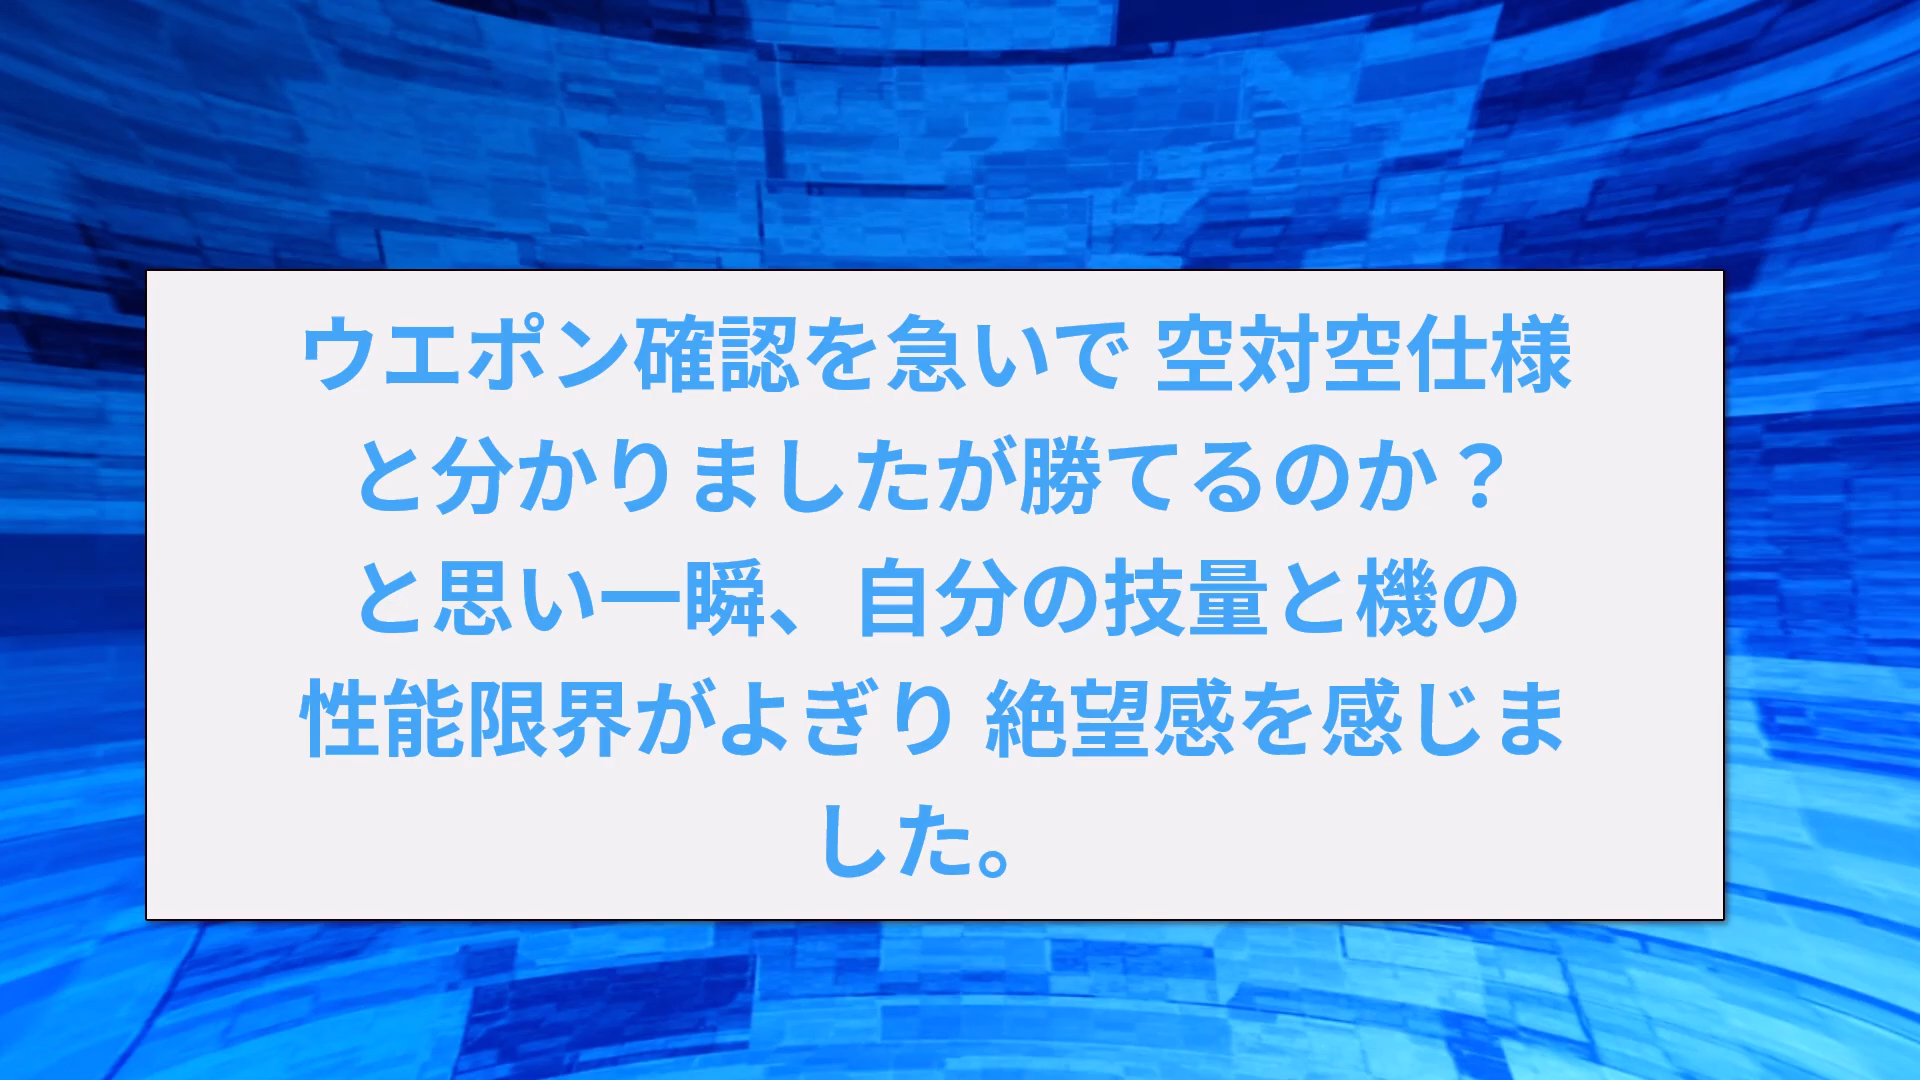 ウエポン確認を急いで 空対空仕様
と分かりましたが勝てるのか？
と思い一瞬、自分の技量と機の
性能限界がよぎり 絶望感を感じま
した。